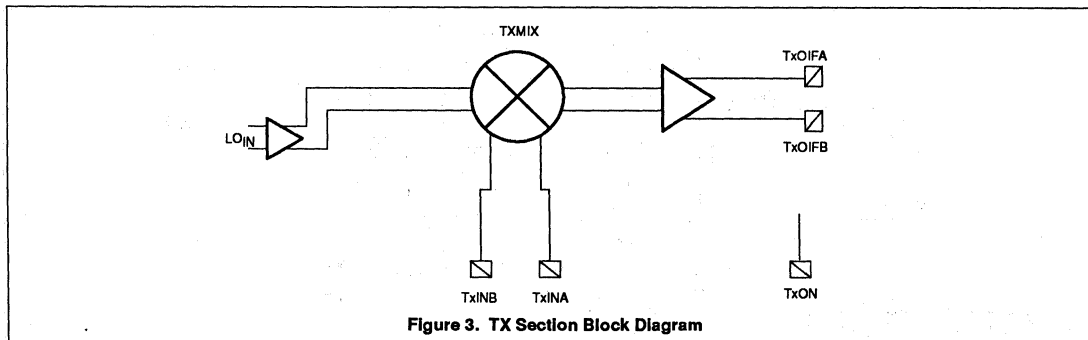 TXMIX
TxOIFA
LOIN
TxOIFB
TxINB
TxINA
TxON
Figure 3. TX Section Block Diagram